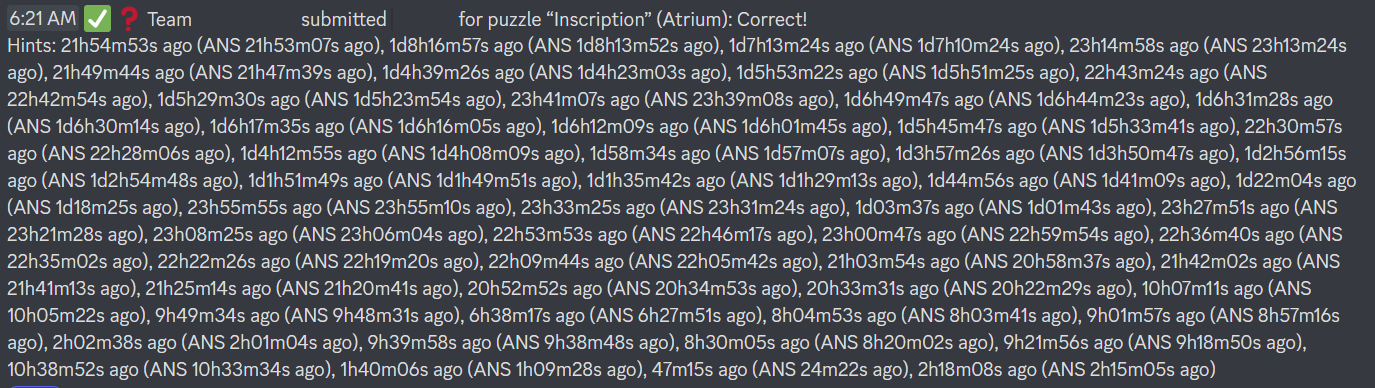 6:21 AM ✅❓ Team submitted for puzzle “Inscription” (Atrium): Correct!
Hints: 21h54m53s ago (ANS 21h53m07s ago), 1d8h16m57s ago (ANS 1d8h13m52s ago), 1d7h13m24s ago (ANS 1d7h10m24s ago), 23h14m58s ago (ANS 23h13m24s
ago), 21h49m44s ago (ANS 21h47m39s ago), 1d4h39m26s ago (ANS 1d4h23m03s ago), 1d5h53m22s ago (ANS 1d5h51m25s ago), 22h43m24s ago (ANS
22h42m54s ago), 1d5h29m30s ago (ANS 1d5h23m54s ago), 23h41m07s ago (ANS 23h39m08s ago), 1d6h49m47s ago (ANS 1d6h44m23s ago), 1d6h31m28s ago
(ANS 1d6h30m14s ago), 1d6h17m35s ago (ANS 1d6h16m05s ago), 1d6h12m09s ago (ANS 1d6h01m45s ago), 1d5h45m47s ago (ANS 1d5h33m41s ago), 22h30m57s
ago (ANS 22h28m06s ago), 1d4h12m55s ago (ANS 1d4h08m09s ago), 1d58m34s ago (ANS 1d57m07s ago), 1d3h57m26s ago (ANS 1d3h50m47s ago), 1d2h56m15s
ago (ANS 1d2h54m48s ago), 1d1h51m49s ago (ANS 1d1h49m51s ago), 1d1h35m42s ago (ANS 1d1h29m13s ago), 1d44m56s ago (ANS 1d41m09s ago), 1d22m04s ago
(ANS 1d18m25s ago), 23h55m55s ago (ANS 23h55m10s ago), 23h33m25s ago (ANS 23h31m24s ago), 1d03m37s ago (ANS 1d01m43s ago), 23h27m51s ago (ANS
23h21m28s ago), 23h08m25s ago (ANS 23h06m04s ago), 22h53m53s ago (ANS 22h46m17s ago), 23h00m47s ago (ANS 22h59m54s ago), 22h36m40s ago (ANS
22h35m02s ago), 22h22m26s ago (ANS 22h19m20s ago), 22h09m44s ago (ANS 22h05m42s ago), 21h03m54s ago (ANS 20h58m37s ago), 21h42m02s ago (ANS
21h41m13s ago), 21h25m14s ago (ANS 21h20m41s ago), 20h52m52s ago (ANS 20h34m53s ago), 20h33m31s ago (ANS 20h22m29s ago), 10h07m11s ago (ANS
10h05m22s ago), 9h49m34s ago (ANS 9h48m31s ago), 6h38m17s ago (ANS 6h27m51s ago), 8h04m53s ago (ANS 8h03m41s ago), 9h01m57s ago (ANS 8h57m16s
ago), 2h02m38s ago (ANS 2h01m04s ago), 9h39m58s ago (ANS 9h38m48s ago), 8h30m05s ago (ANS 8h20m02s ago), 9h21m56s ago (ANS 9h18m50s ago),
10h38m52s ago (ANS 10h33m34s ago), 1h40m06s ago (ANS 1h09m28s ago), 47m15s ago (ANS 24m22s ago), 2h18m08s ago (ANS 2h15m05s ago)